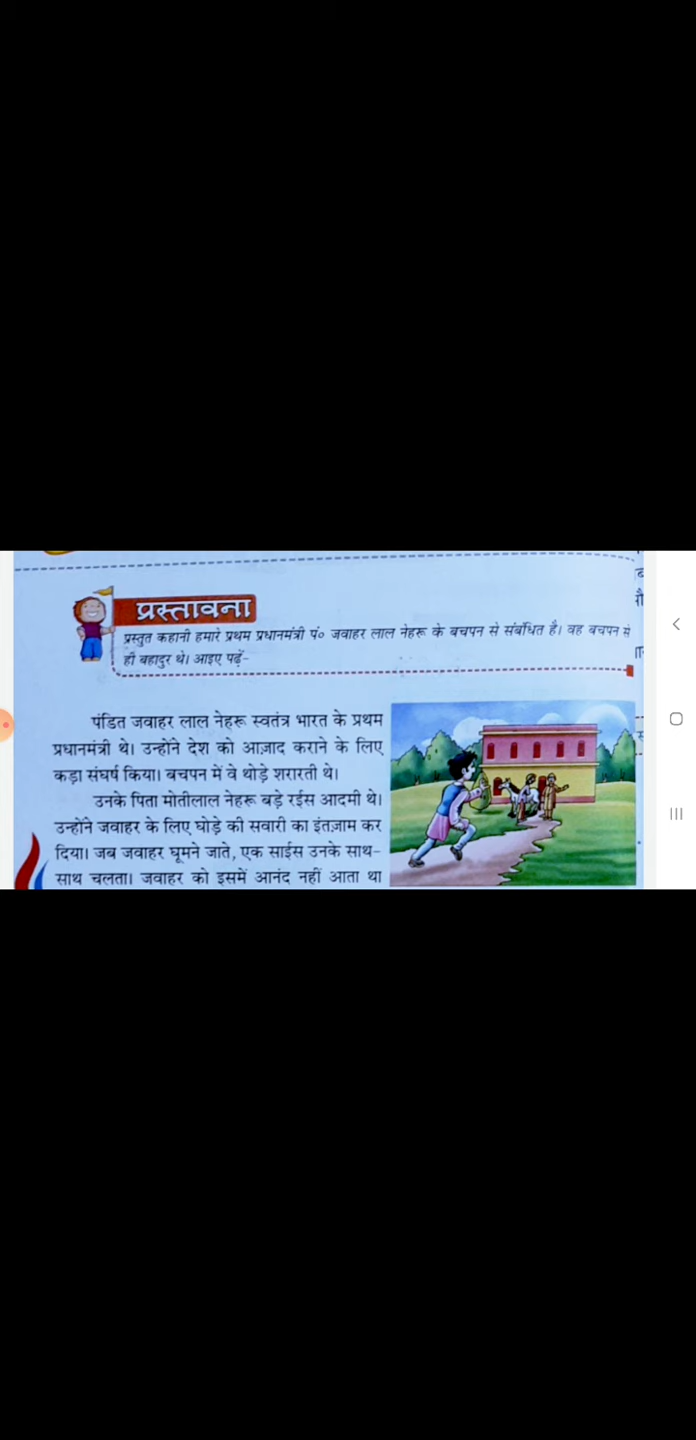 प्रस्तावना
प्रस्तुत कहानी हमारे प्रथम प्रधानमंत्री पं० जवाहर लाल नेहरू के बचपन से संबंधित है। वह बचपन से
ही बहादुर थे। आइए पढ़ें-
पंडित जवाहर लाल नेहरू स्वतंत्र भारत के प्रथम
प्रधानमंत्री थे। उन्होंने देश को आज़ाद कराने के लिए
कड़ा संघर्ष किया। बचपन में वे थोड़े शरारती थे।
उनके पिता मोतीलाल नेहरू बड़े रईस आदमी थे।
उन्होंने जवाहर के लिए घोड़े की सवारी का इंतज़ाम कर
दिया। जब जवाहर घूमने जाते, एक साईस उनके साथ-
साथ चलता। जवाहर को इसमें आनंद नहीं आता था